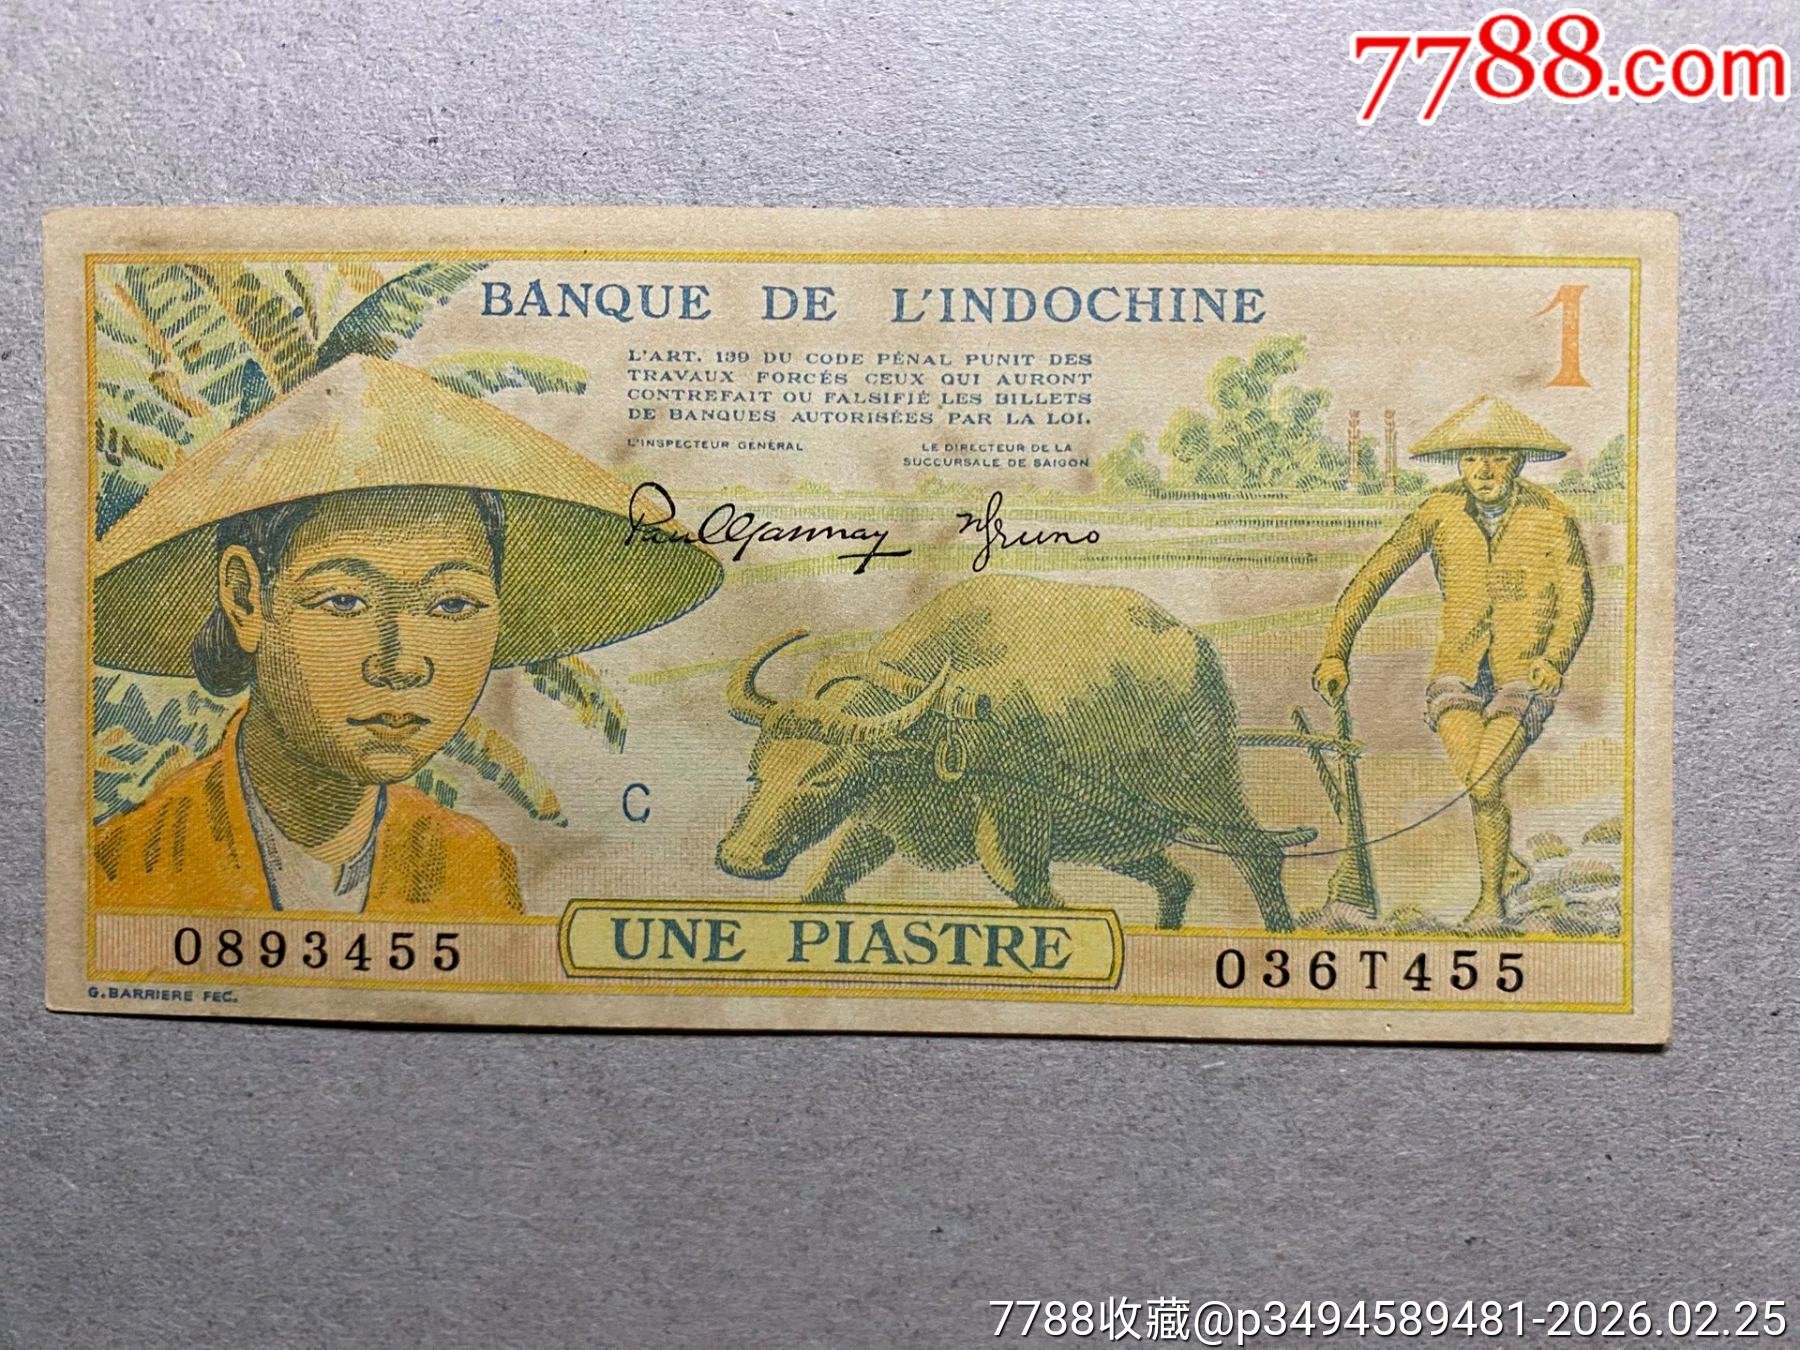 7788.com
BANQUE DE L'INDOCHINE
1
L'ART. 139 DU CODE PÉNAL PUNIT DES
TRAVAUX FORCÉS CEUX QUI AURONT
CONTREFAIT OU FALSIFIÉ LES BILLETS
DE BANQUES AUTORISÉES PAR LA LOI.
L'INSPECTEUR GÉNÉRAL
LE DIRECTEUR DE LA
SUCCURSALE DE SAIGON
Paul Gannay
C
UNE PIASTRE
0893455
036T455
G.BARRIERE FEC.
7788收藏@p3494589481-2026.02.25